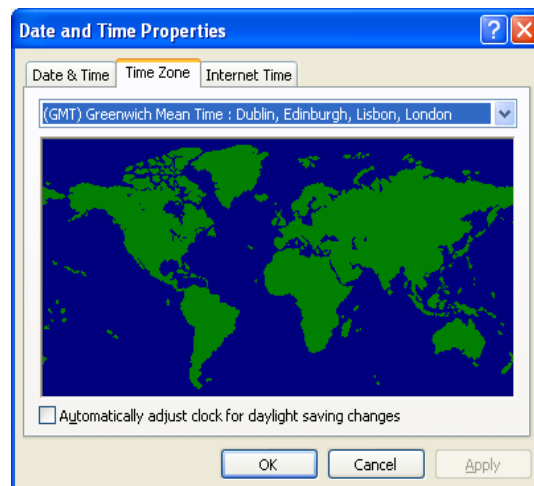 Date and Time Properties
Date & Time Time Zone Internet Time
(GMT) Greenwich Mean Time : Dublin, Edinburgh, Lisbon, London
Automatically adjust clock for daylight saving changes
OK Cancel Apply